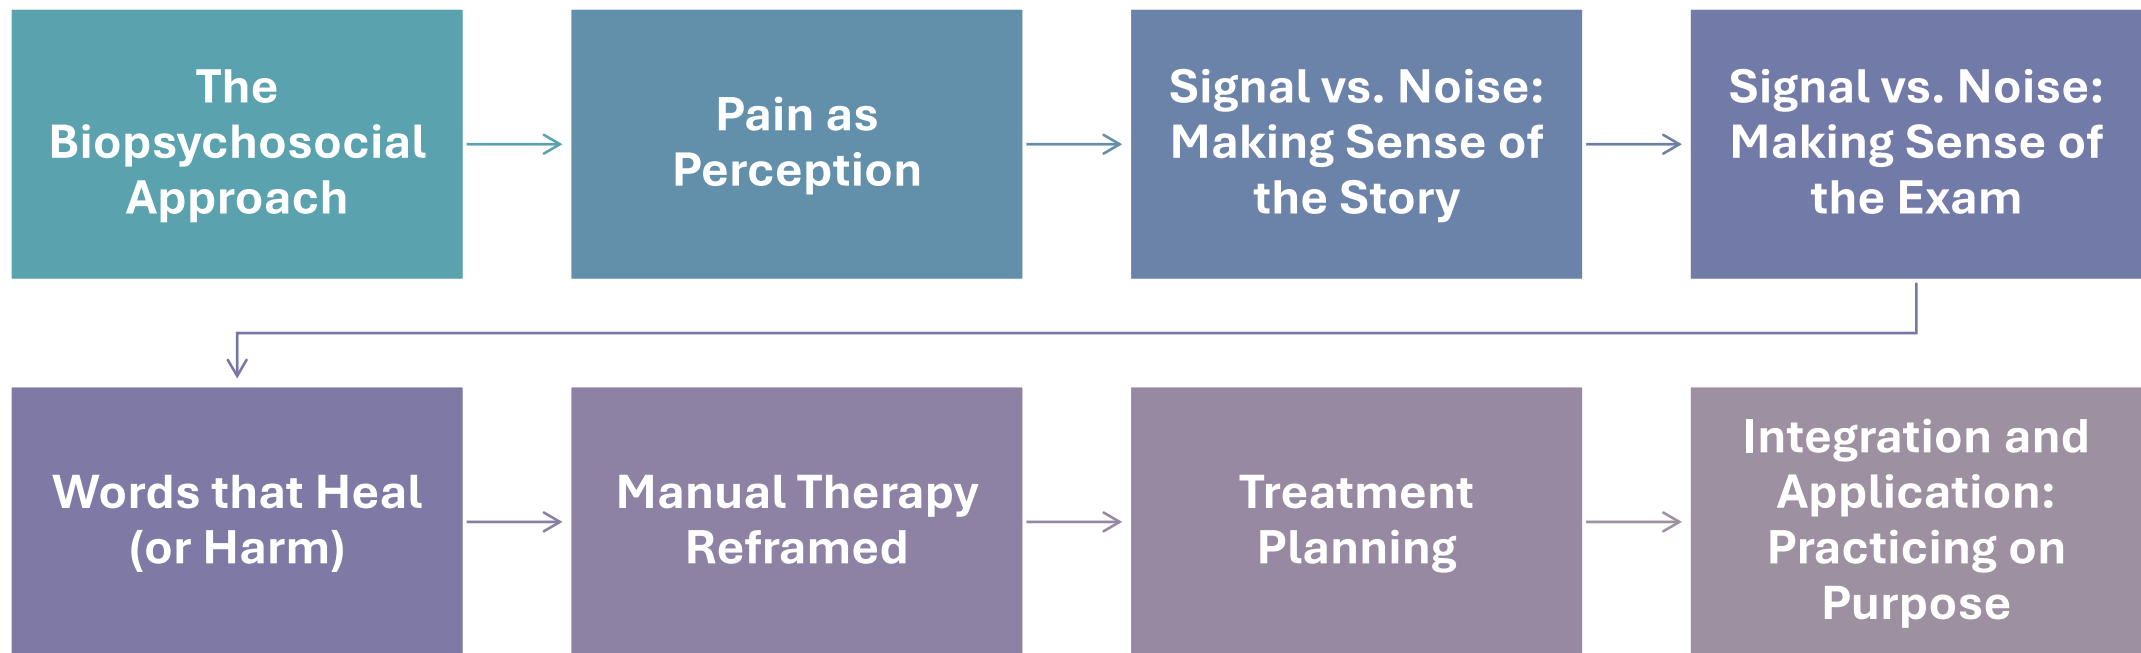 The
Biopsychosocial
Approach
Pain as
Perception
Signal vs. Noise:
Making Sense of
the Story
Signal vs. Noise:
Making Sense of
the Exam
Words that Heal
(or Harm)
Manual Therapy
Reframed
Treatment
Planning
Integration and
Application:
Practicing on
Purpose